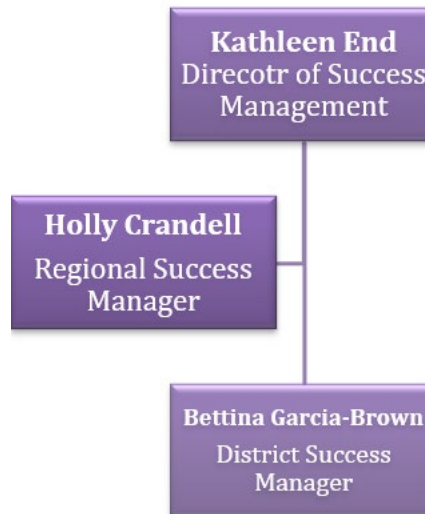 Kathleen End
Direcotr of Success
Management
Holly Crandell
Regional Success
Manager
Bettina Garcia-Brown
District Success
Manager